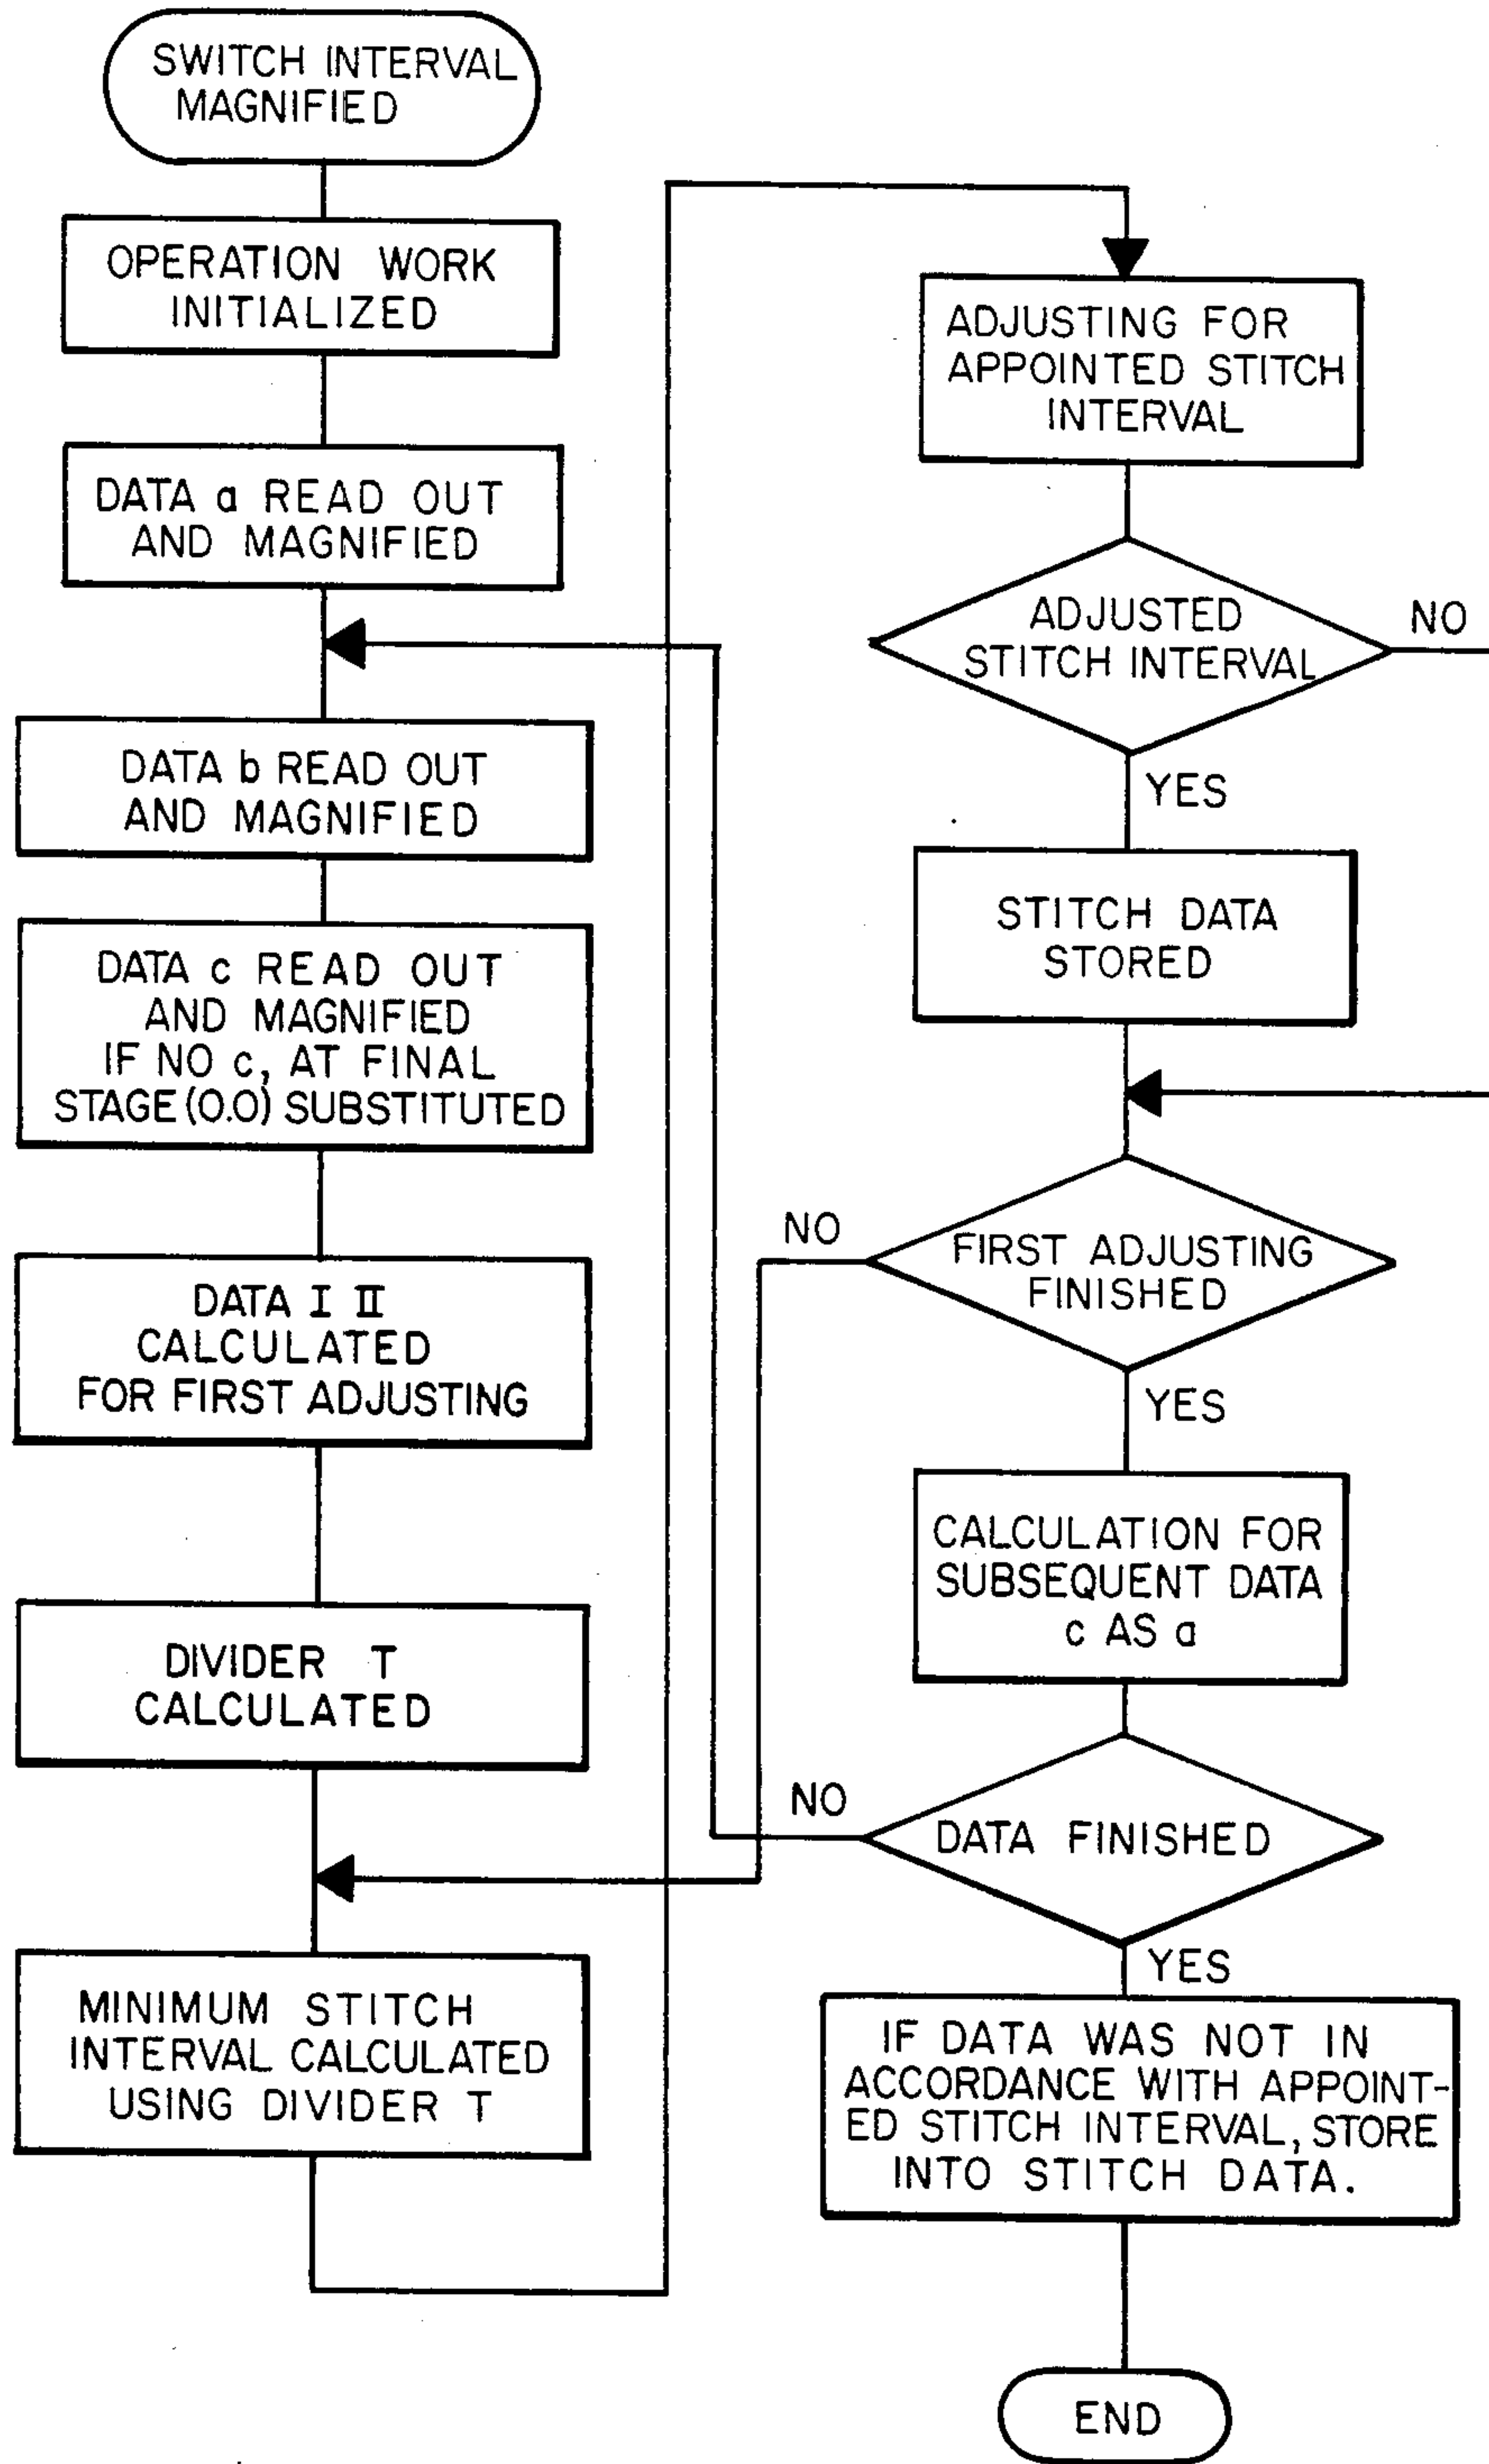 SWITCH INTERVAL
MAGNIFIED
OPERATION WORK
INITIALIZED
DATA a READ OUT
AND MAGNIFIED
DATA b READ OUT
AND MAGNIFIED
DATA c READ OUT
AND MAGNIFIED
IF NO c, AT FINAL
STAGE (0.0) SUBSTITUTED
DATA I II
CALCULATED
FOR FIRST ADJUSTING
DIVIDER T
CALCULATED
MINIMUM STITCH
INTERVAL CALCULATED
USING DIVIDER T
ADJUSTING FOR
APPOINTED STITCH
INTERVAL
ADJUSTED
STITCH INTERVAL
NO
YES
STITCH DATA
STORED
NO
FIRST ADJUSTING
FINISHED
YES
CALCULATION FOR
SUBSEQUENT DATA
c AS a
NO
DATA FINISHED
YES
IF DATA WAS NOT IN
ACCORDANCE WITH APPOINT-
ED STITCH INTERVAL, STORE
INTO STITCH DATA.
END